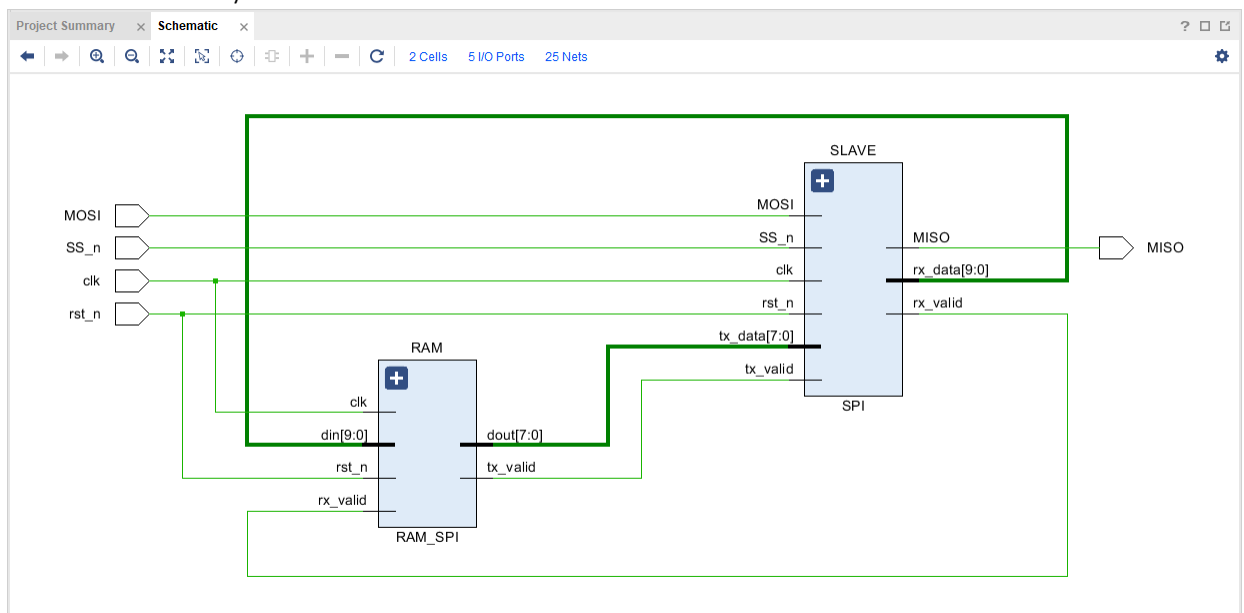 Project Summary × Schematic × ?
2 Cells 5 I/O Ports 25 Nets
SLAVE
MOSI MOSI
SS_n SS_n MISO MISO
clk clk rx_data[9:0]
rst_n rst_n rx_valid
tx_data[7:0]
RAM
tx_valid
clk SPI
din[9:0] dout[7:0]
rst_n tx_valid
rx_valid
RAM_SPI